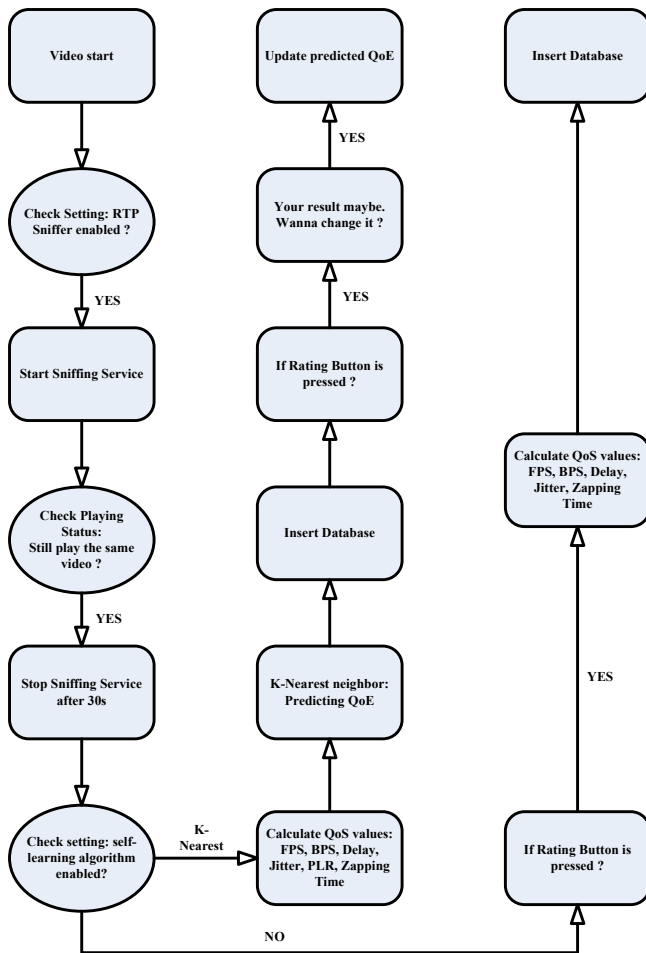 Video start
Check Setting: RTP
Sniffer enabled ?
YES
Start Sniffing Service
Check Playing
Status:
Still play the same
video ?
YES
Stop Sniffing Service
after 30s
Check setting: self-
learning algorithm
enabled?
K-
Nearest
NO
Update predicted QoE
YES
Your result maybe.
Wanna change it ?
YES
If Rating Button is
pressed ?
Insert Database
K-Nearest neighbor:
Predicting QoE
Calculate QoS values:
FPS, BPS, Delay,
Jitter, PLR, Zapping
Time
Insert Database
Calculate QoS values:
FPS, BPS, Delay,
Jitter, Zapping
Time
YES
If Rating Button is
pressed ?